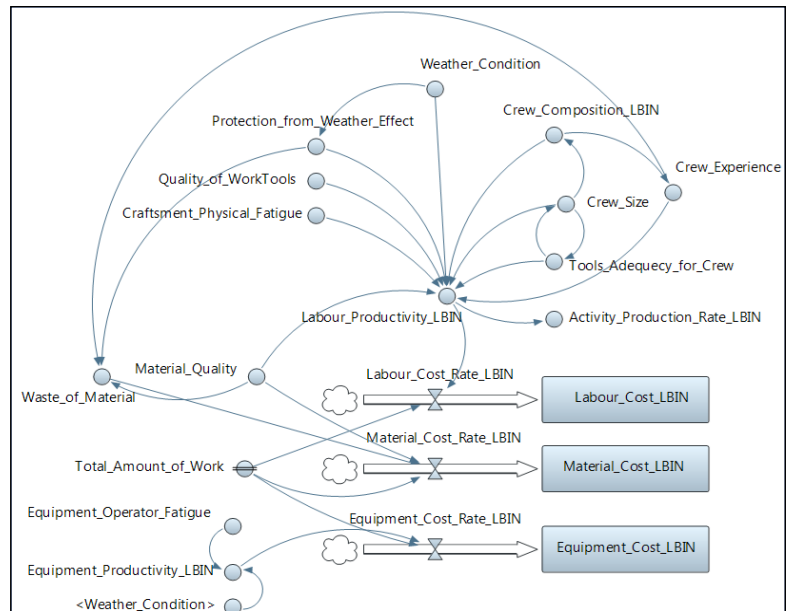 Weather_Condition
Crew_Composition_LBIN
Protection_from_Weather_Effect
Crew_Experience
Quality_of_WorkTools
Crew_Size
Craftsment_Physical_Fatigue
Tools_Adequecy_for_Crew
Labour_Productivity_LBIN
Activity_Production_Rate_LBIN
Material_Quality
Labour_Cost_Rate_LBIN
Waste_of_Material
Labour_Cost_LBIN
Material_Cost_Rate_LBIN
Total_Amount_of_Work
Material_Cost_LBIN
Equipment_Operator_Fatigue
Equipment_Cost_Rate_LBIN
Equipment_Cost_LBIN
Equipment_Productivity_LBIN
<Weather_Condition>